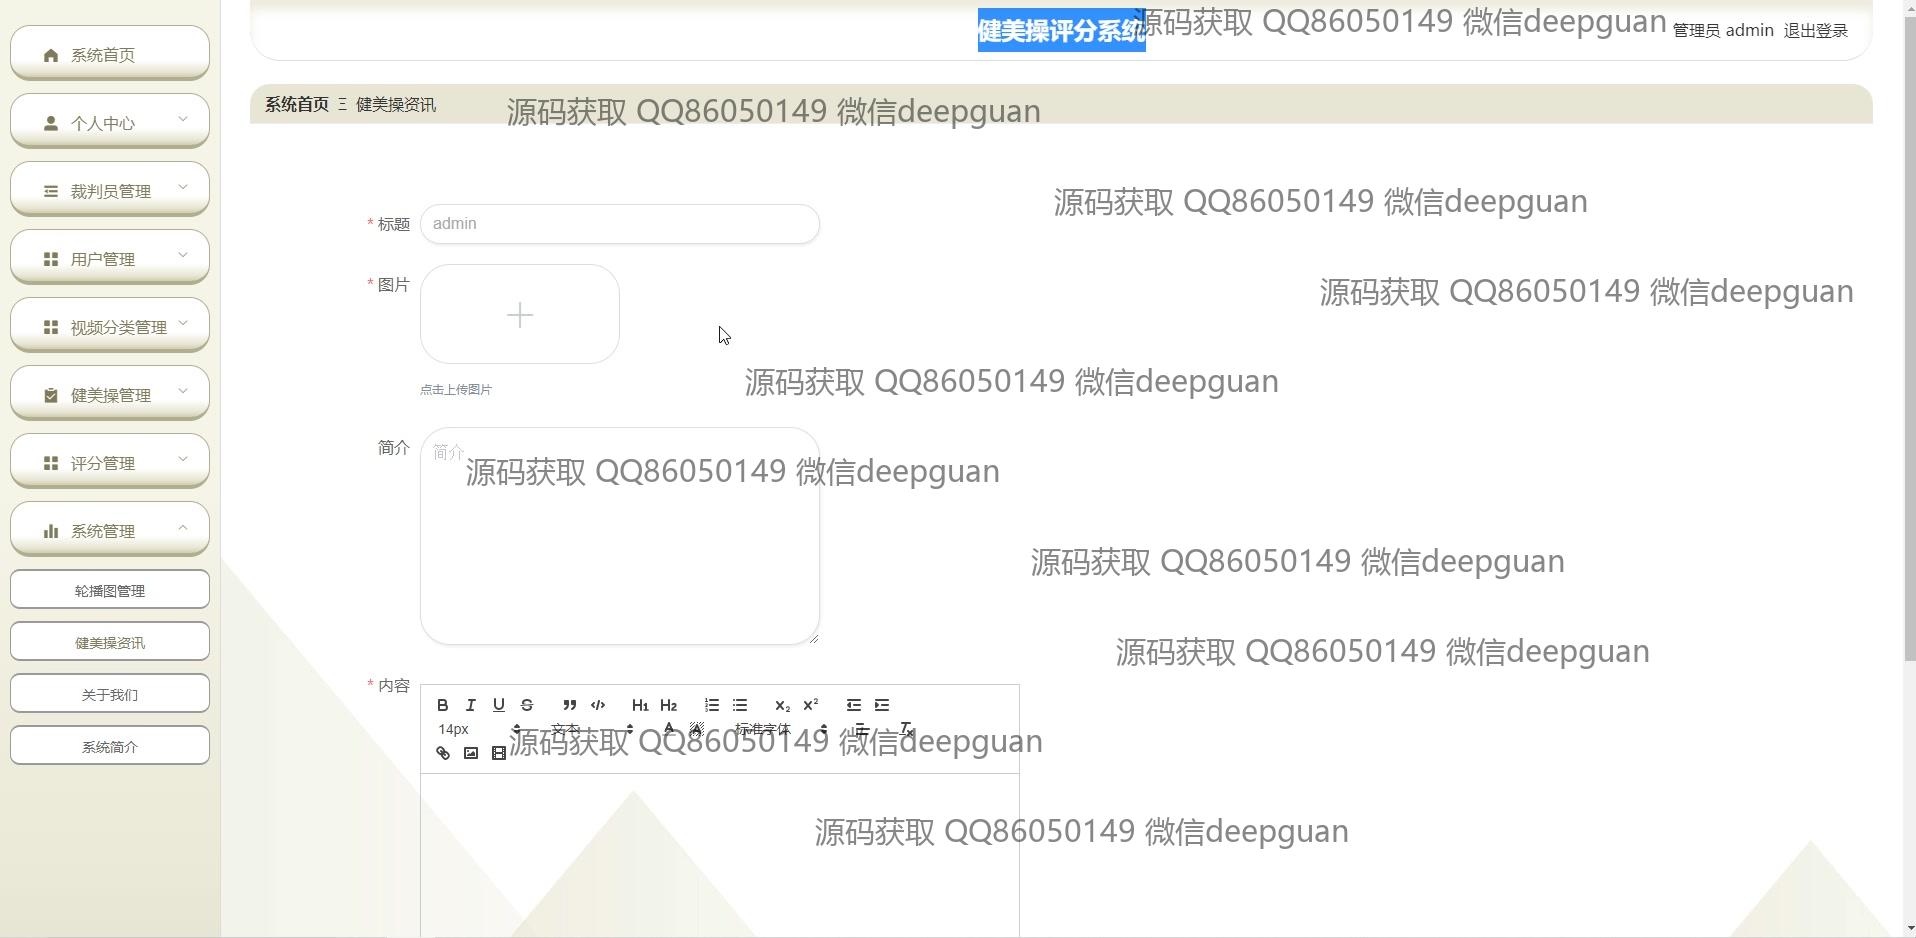 健美操评分系统
源码获取 QQ86050149 微信deepguan
管理员 admin 退出登录
系统首页
个人中心
裁判员管理
用户管理
视频分类管理
健美操管理
评分管理
系统管理
轮播图管理
健美操资讯
关于我们
系统简介
系统首页 Ξ 健美操资讯
源码获取 QQ86050149 微信deepguan
源码获取 QQ86050149 微信deepguan
* 标题
admin
* 图片
源码获取 QQ86050149 微信deepguan
源码获取 QQ86050149 微信deepguan
点击上传图片
简介
简介
源码获取 QQ86050149 微信deepguan
源码获取 QQ86050149 微信deepguan
源码获取 QQ86050149 微信deepguan
* 内容
B I U S H1 H2 X2 X2
14px 文本 标准字体
源码获取 QQ86050149 微信deepguan
源码获取 QQ86050149 微信deepguan